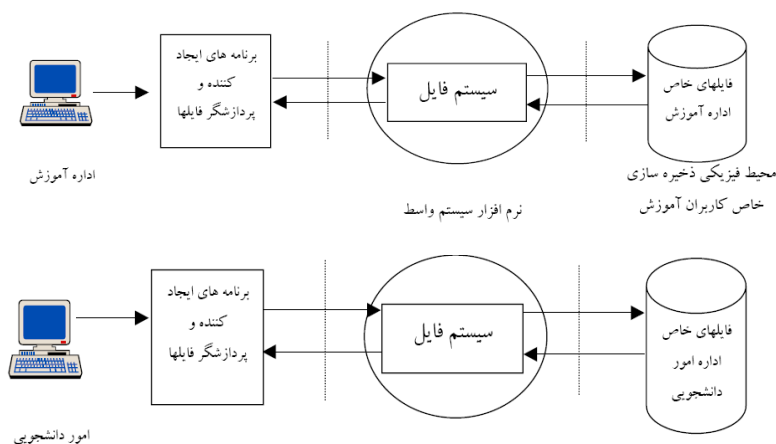 برنامه های ایجاد
کننده
و
پردازشگر فایلها
سیستم فایل
فایلهای خاص
اداره آموزش
اداره آموزش
نرم افزار سیستم واسط
محیط فیزیکی ذخیره سازی
خاص کاربران آموزش
برنامه های ایجاد
کننده
و
پردازشگر فایلها
سیستم فایل
فایلهای خاص
اداره امور
دانشجویی
امور دانشجویی